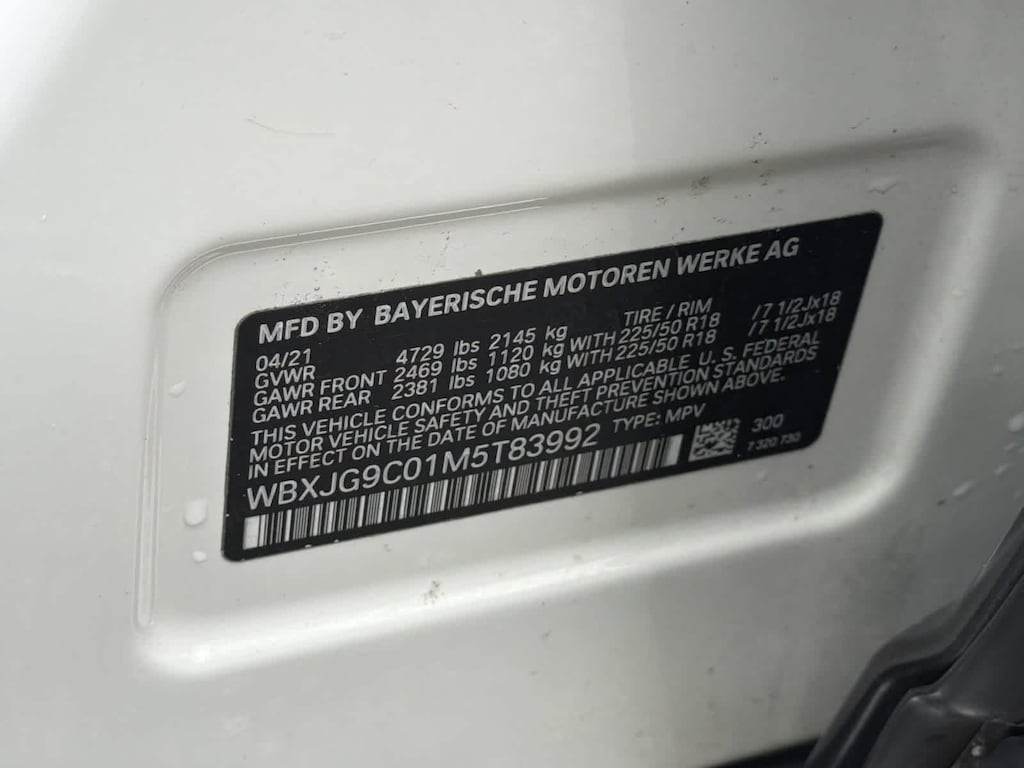 MFD BY BAYERISCHE MOTOREN WERKE AG
04/21 TIRE / RIM
GVWR 4729 lbs 2145 kg
GAWR FRONT 2469 lbs 1120 kg WITH 225/50 R18 /7 1/2Jx18
GAWR REAR 2381 lbs 1080 kg WITH 225/50 R18 /7 1/2Jx18
THIS VEHICLE CONFORMS TO ALL APPLICABLE U.S. FEDERAL
MOTOR VEHICLE SAFETY AND THEFT PREVENTION STANDARDS
IN EFFECT ON THE DATE OF MANUFACTURE SHOWN ABOVE.
WBXJG9C01M5T83992 TYPE: MPV 300
7 320 730